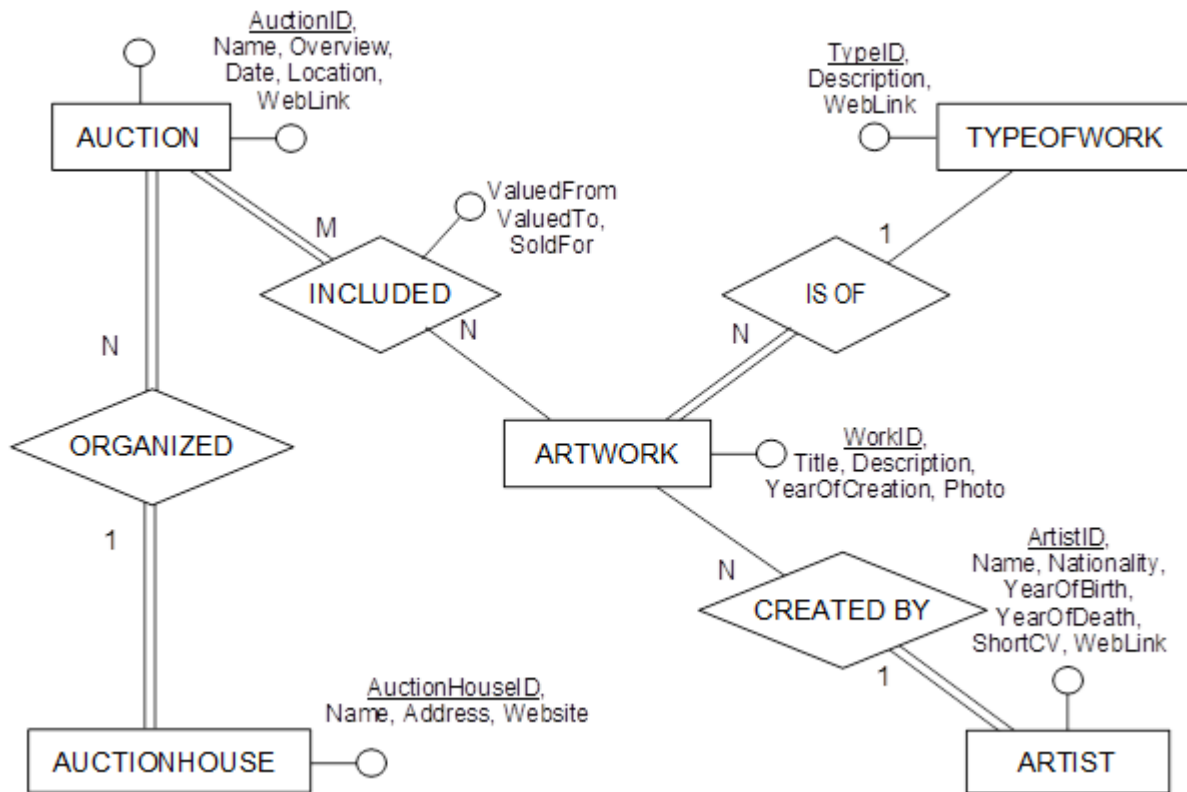 AuctionID,
Name, Overview,
Date, Location,
WebLink
AUCTION
TypeID,
Description,
WebLink
TYPEOFWORK
ValuedFrom
ValuedTo,
SoldFor
M
INCLUDED
N
1
IS OF
N
N
ORGANIZED
1
ARTWORK
WorkID,
Title, Description,
YearOfCreation, Photo
N
CREATED BY
1
ArtistID,
Name, Nationality,
YearOfBirth,
YearOfDeath,
ShortCV, WebLink
AuctionHouseID,
Name, Address, Website
AUCTIONHOUSE
ARTIST